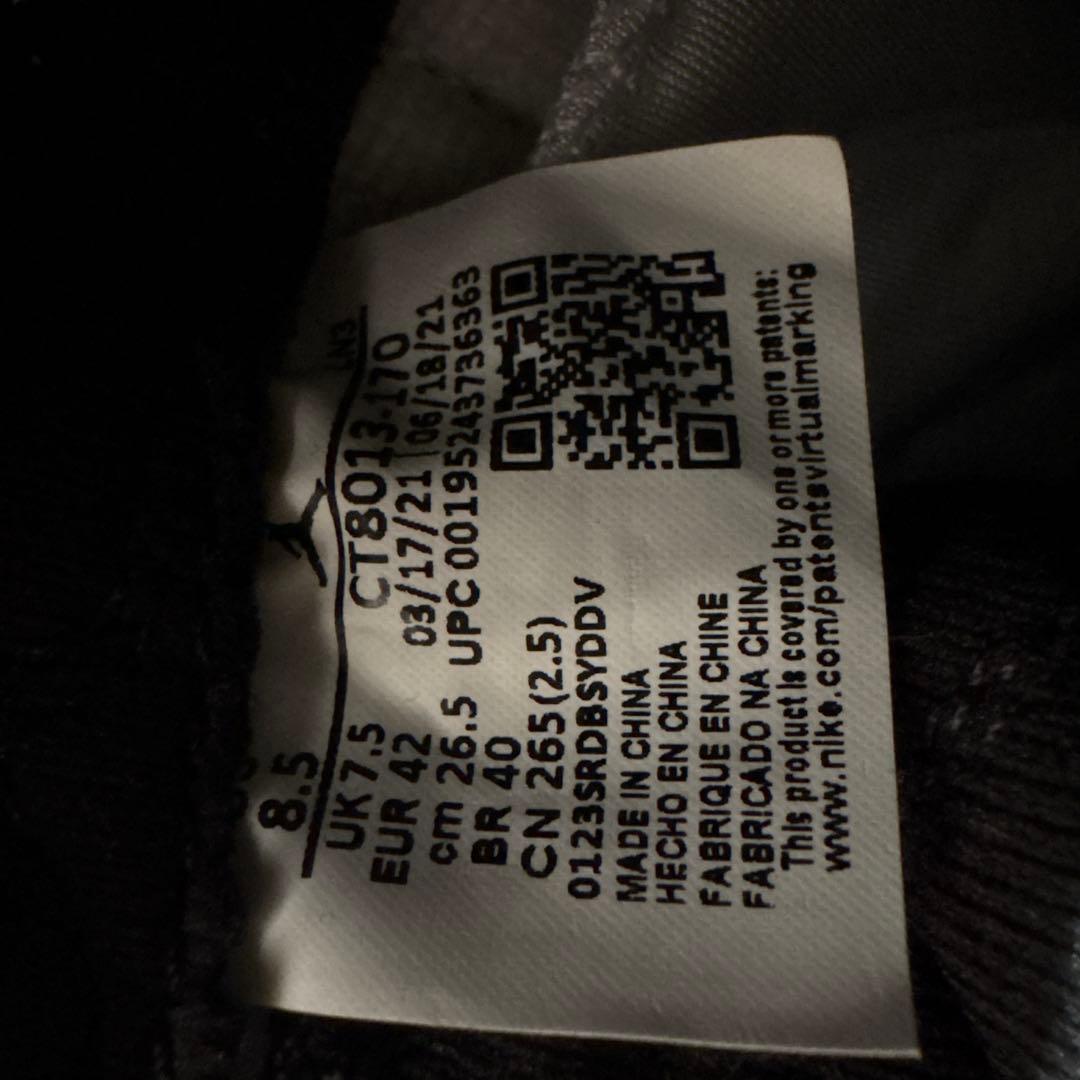 8.5
LN3
UK 7.5
CT8013-170
EUR 42
03/17/21 06/18/21
cm 26.5
UPC 00195243736363
BR 40
CN 265(2.5)
0123SRDBSYDDV
MADE IN CHINA
HECHO EN CHINA
FABRIQUE EN CHINE
FABRICADO NA CHINA
This product is covered by one or more patents:
www.nike.com/patentsvirtualmarking